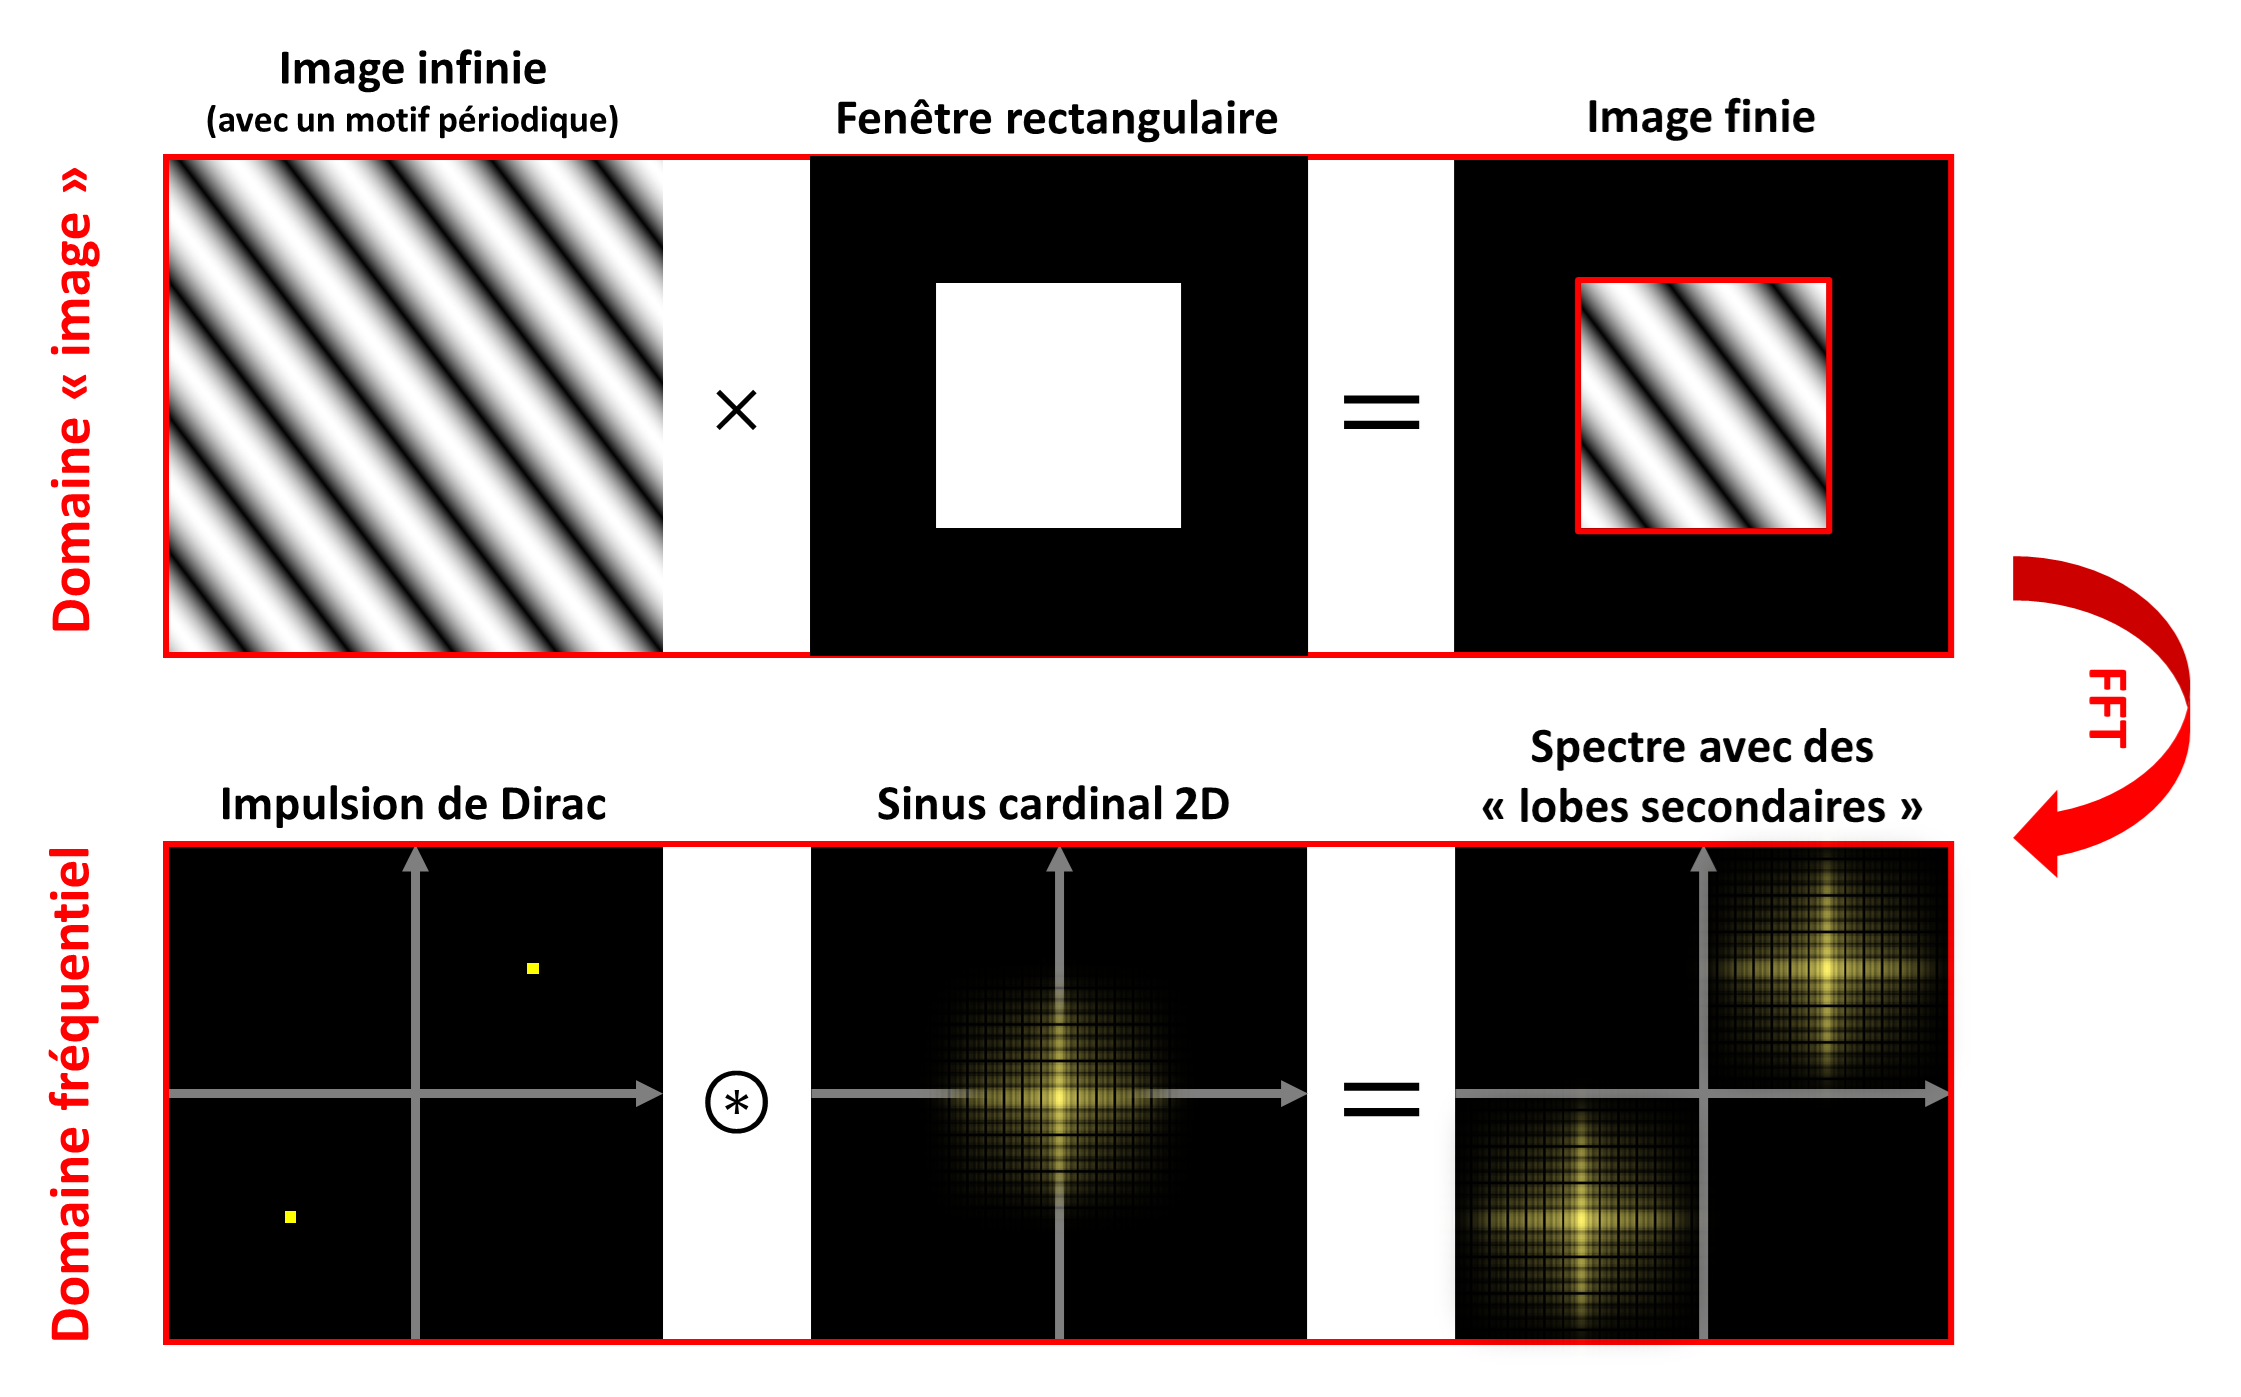 Image infinie
(avec un motif périodique)
Fenêtre rectangulaire
Image finie
Domaine « image »
×
=
FFT
Impulsion de Dirac
Sinus cardinal 2D
Spectre avec des
« lobes secondaires »
Domaine fréquentiel
*
=